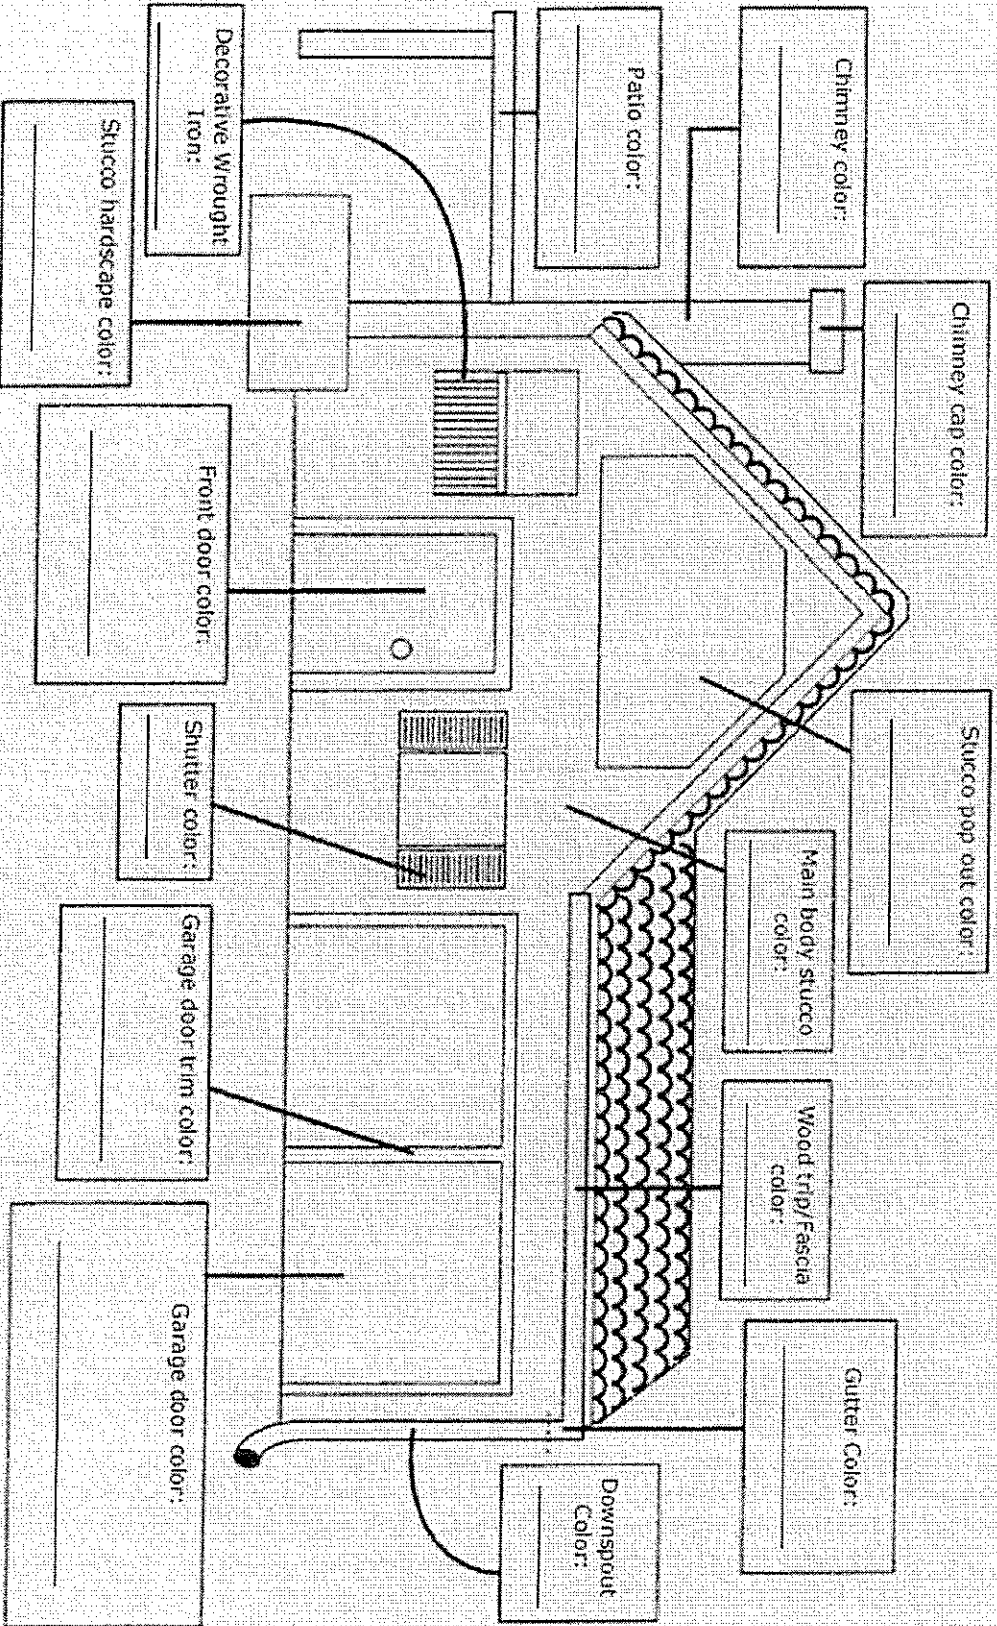 Chimney cap color:
Stucco pop out color:
Chimney color:
Main body stucco
color:
Wood trip/Fascia
color:
Gutter Color:
Patio color:
Downspout
Color:
Decorative Wrought
Iron:
Stucco hardscape color:
Front door color:
Shutter color:
Garage door trim color:
Garage door color: